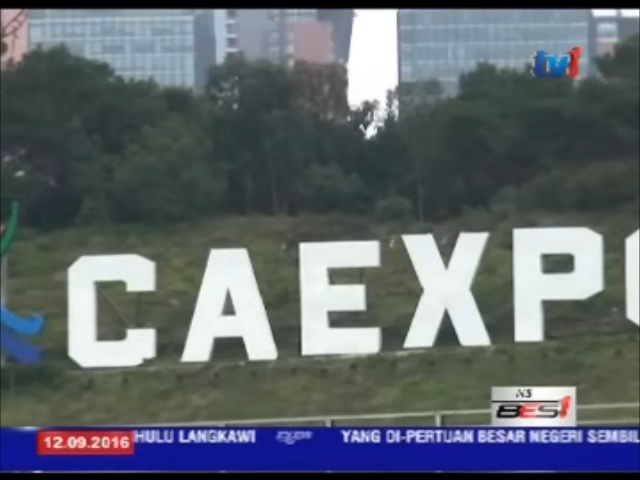 tv1
CAEXPO
N3
BES1
12.09.2016 HULU LANGKAWI YANG DI-PERTUAN BESAR NEGERI SEMBIL